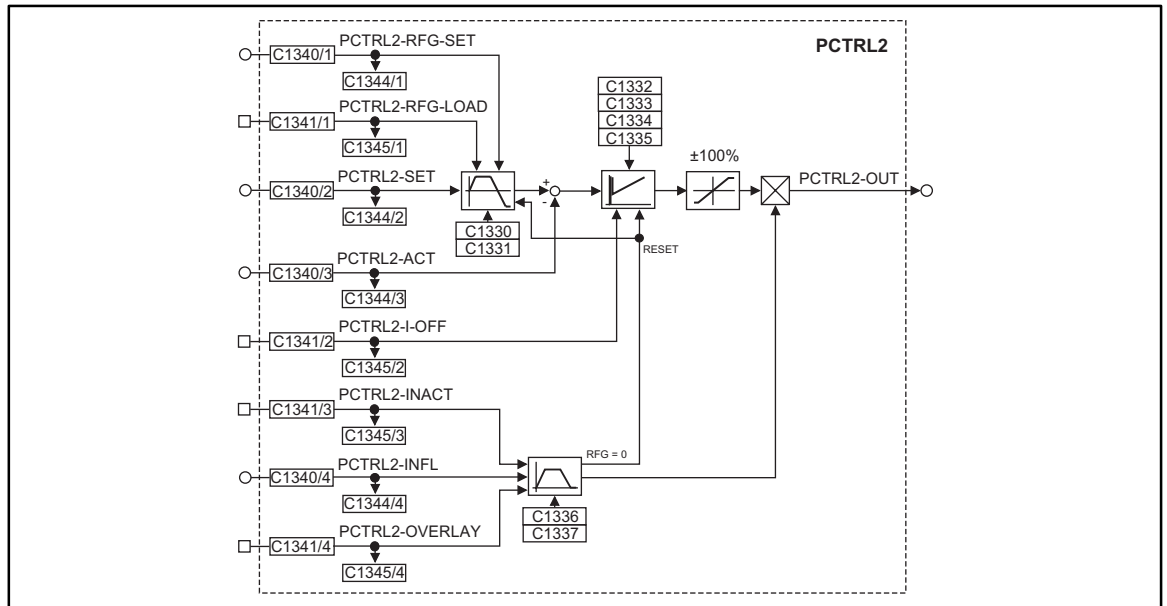 PCTRL2
PCTRL2-RFG-SET
C1340/1
C1344/1
PCTRL2-RFG-LOAD
C1341/1
C1345/1
PCTRL2-SET
C1340/2
C1344/2
C1330
C1331
+
-
C1332
C1333
C1334
C1335
±100%
PCTRL2-OUT
RESET
PCTRL2-ACT
C1340/3
C1344/3
PCTRL2-I-OFF
C1341/2
C1345/2
PCTRL2-INACT
C1341/3
C1345/3
RFG = 0
PCTRL2-INFL
C1340/4
C1344/4
C1336
C1337
PCTRL2-OVERLAY
C1341/4
C1345/4